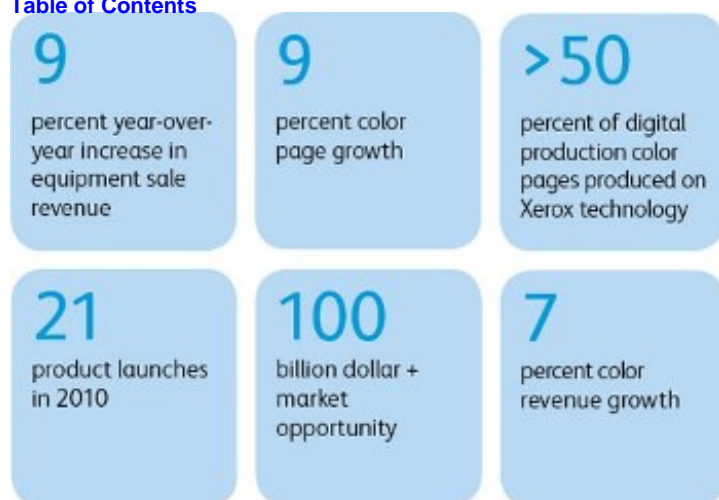 Table of Contents
9
percent year-over-
year increase in
equipment sale
revenue
9
percent color
page growth
>50
percent of digital
production color
pages produced on
Xerox technology
21
product launches
in 2010
100
billion dollar +
market
opportunity
7
percent color
revenue growth